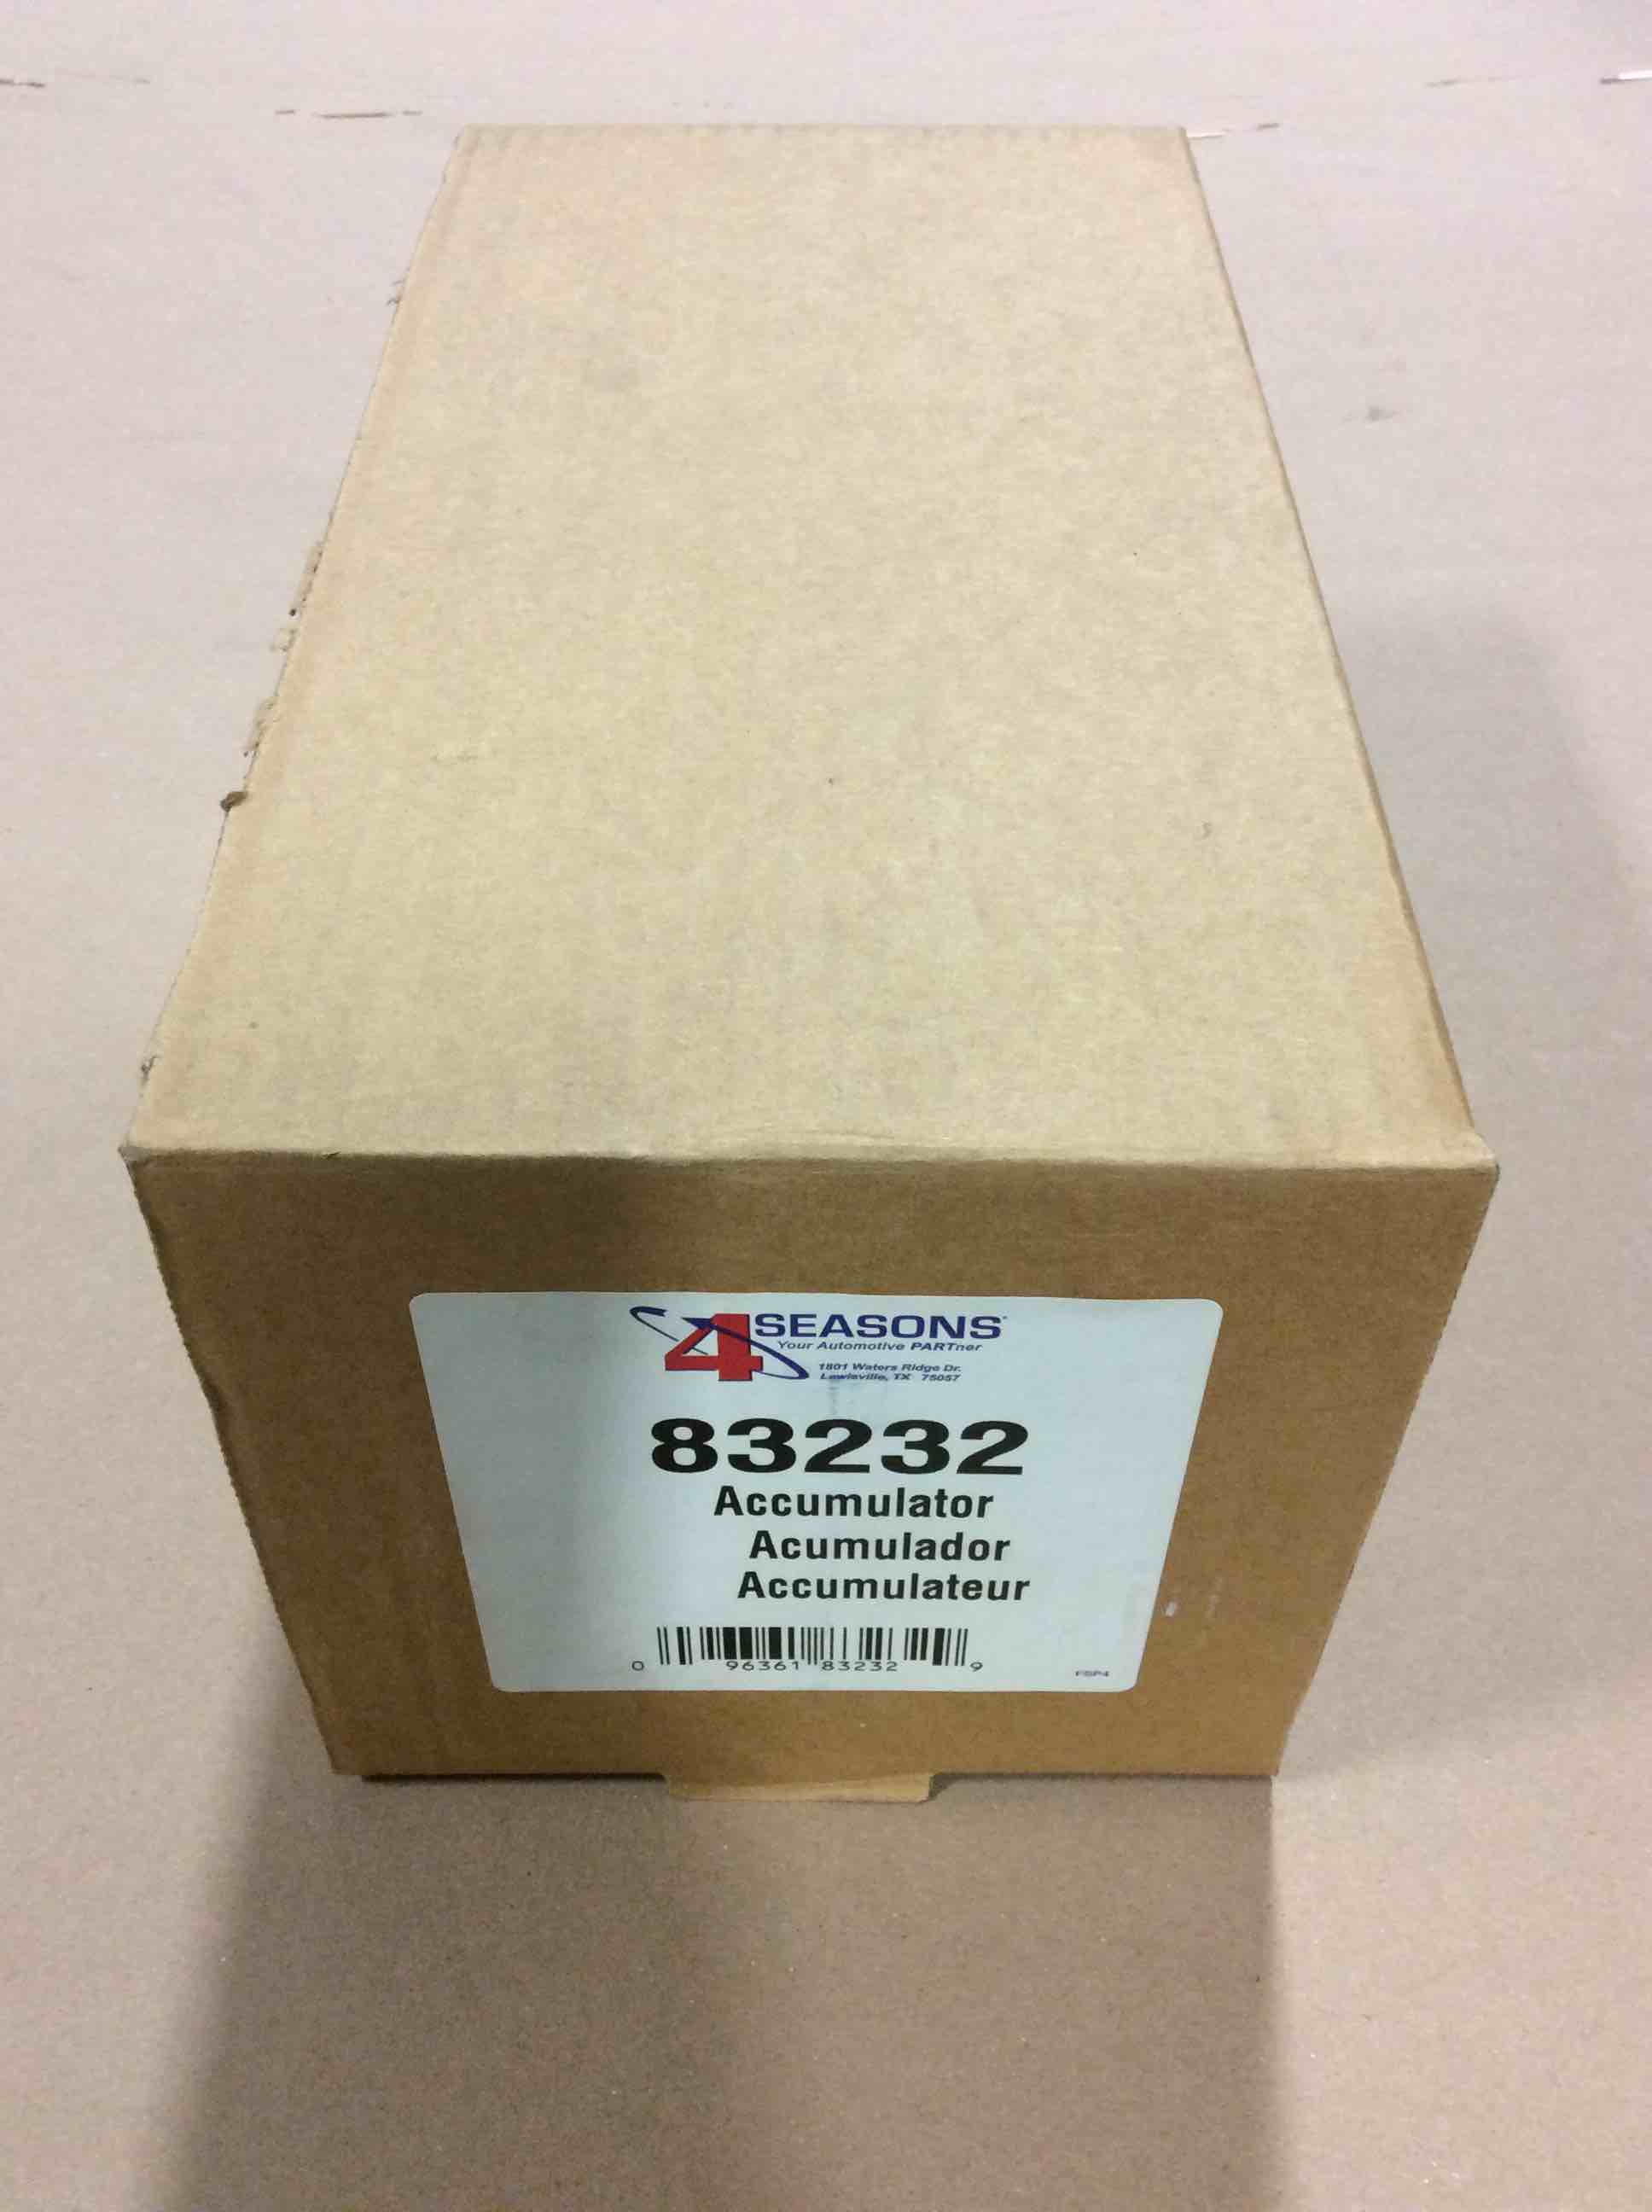 4 SEASONS
Your Automotive PARTner
1801 Waters Ridge Dr.
Lewisville, TX 75057
83232
Accumulator
Acumulador
Accumulateur
0 96361 83232 9
FSP4